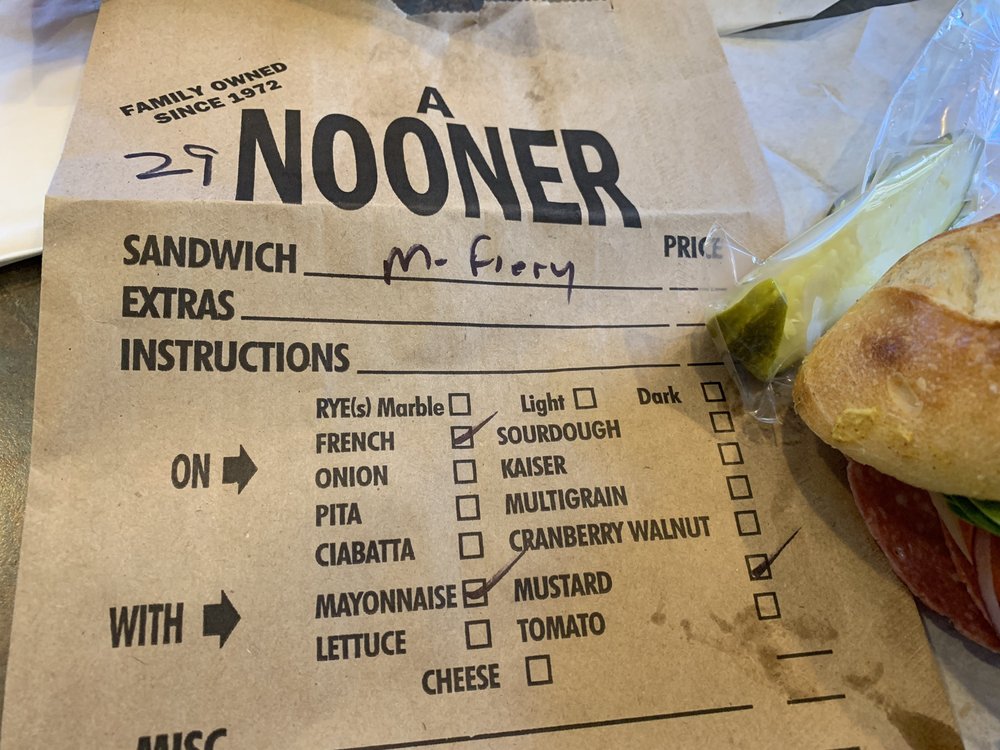 FAMILY OWNED
SINCE 1972
A
29 NOONER
SANDWICH M. Fiery PRICE
EXTRAS
INSTRUCTIONS
RYE(s) Marble Light Dark
FRENCH SOURDOUGH
ON ONION KAISER
PITA MULTIGRAIN
CIABATTA CRANBERRY WALNUT
WITH MAYONNAISE MUSTARD
LETTUCE TOMATO
CHEESE
MISC